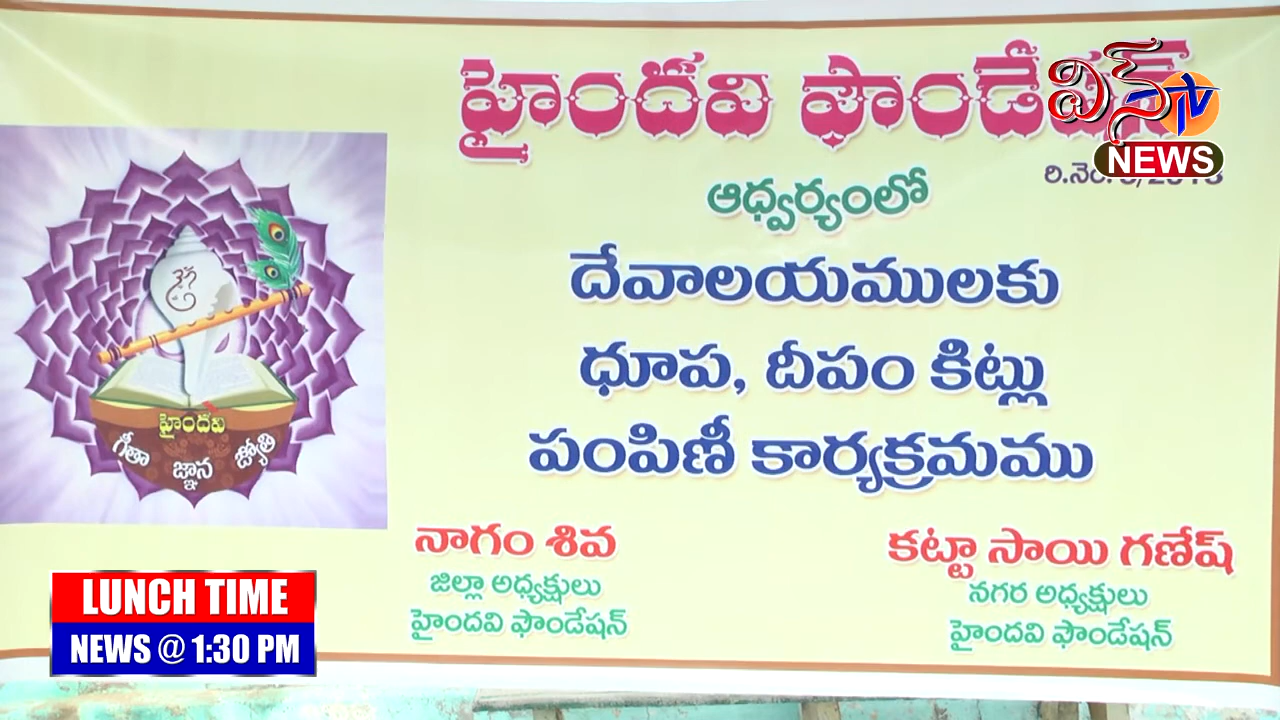 హైందవి ఫౌండేషన్
విన్ TV
NEWS
రి.నెం.
ఆధ్వర్యంలో
దేవాలయములకు
ధూప, దీపం కిట్లు
పంపిణీ కార్యక్రమము
హైందవి
గీతా జ్ఞాన జ్యోతి
నాగం శివ
జిల్లా అధ్యక్షులు
హైందవి ఫౌండేషన్
కట్టా సాయి గణేష్
నగర అధ్యక్షులు
హైందవి ఫౌండేషన్
LUNCH TIME
NEWS @ 1:30 PM